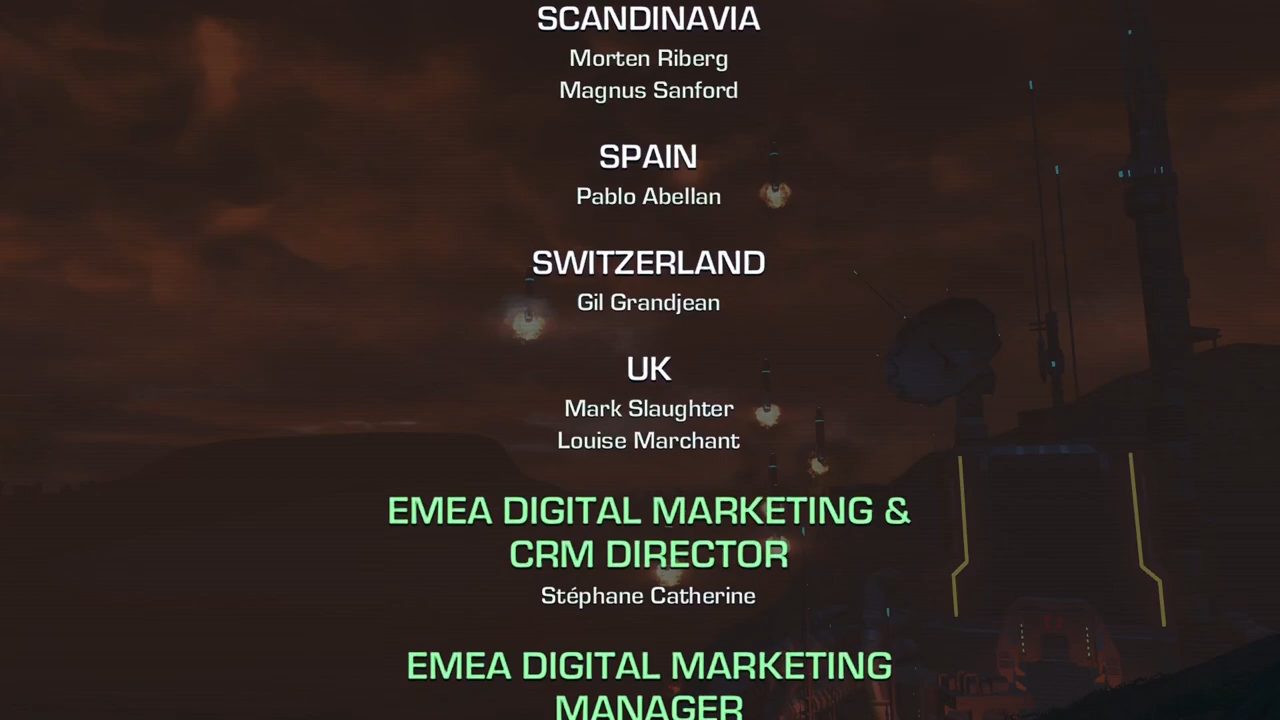 SCANDINAVIA
Morten Riberg
Magnus Sanford
SPAIN
Pablo Abellan
SWITZERLAND
Gil Grandjean
UK
Mark Slaughter
Louise Marchant
EMEA DIGITAL MARKETING &
CRM DIRECTOR
Stéphane Catherine
EMEA DIGITAL MARKETING
MANAGER